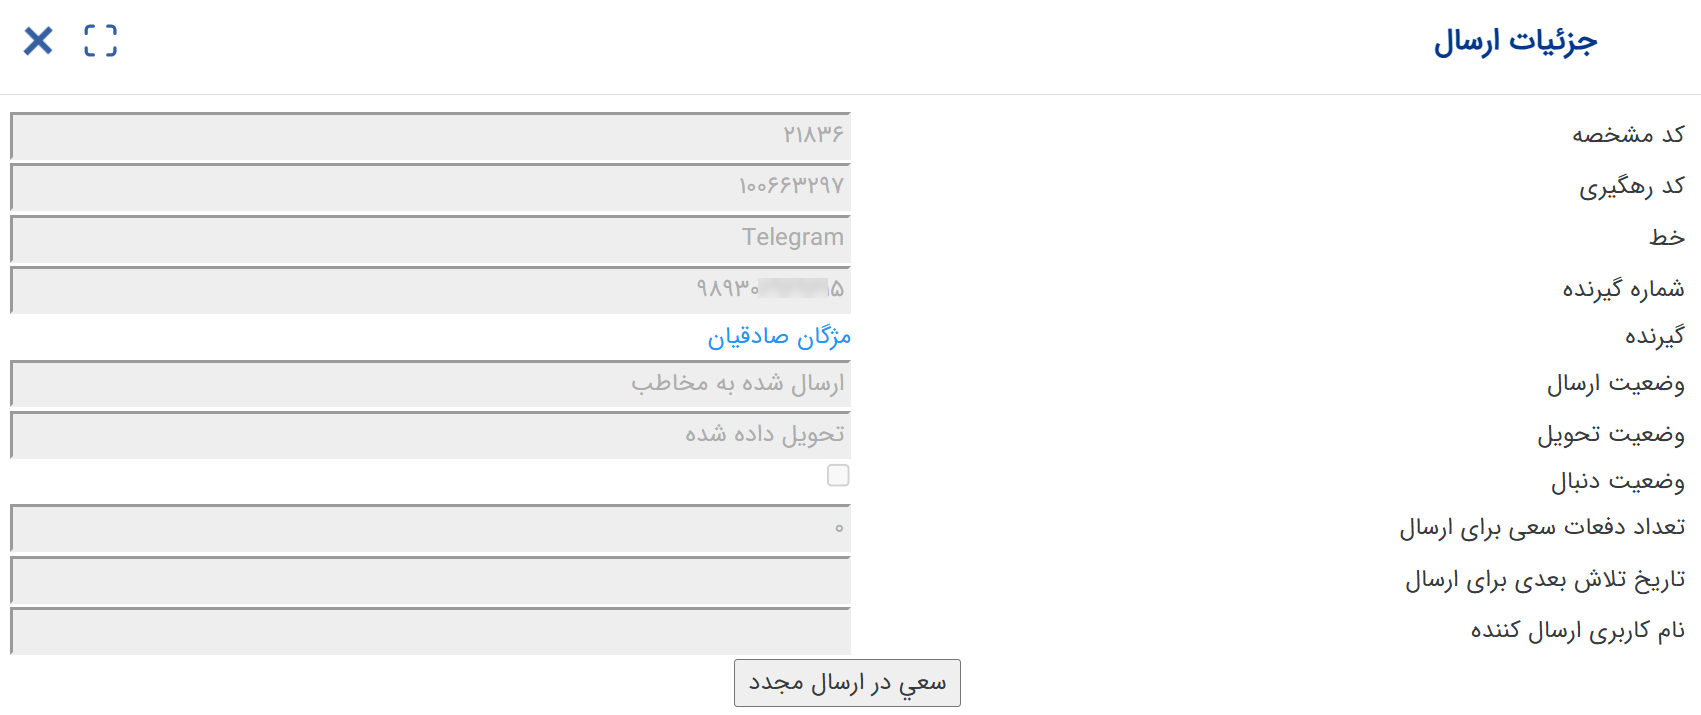 جزئیات ارسال
کد مشخصه ۲۱۸۳۶
کد رهگیری ۱۰۰۶۶۳۲۹۷
خط Telegram
شماره گیرنده ۹۸۹۳۰ ۵
گیرنده مژگان صادقیان
وضعیت ارسال ارسال شده به مخاطب
وضعیت تحویل تحویل داده شده
وضعیت دنبال
تعداد دفعات سعی برای ارسال ۰
تاریخ تلاش بعدی برای ارسال
نام کاربری ارسال کننده
سعي در ارسال مجدد